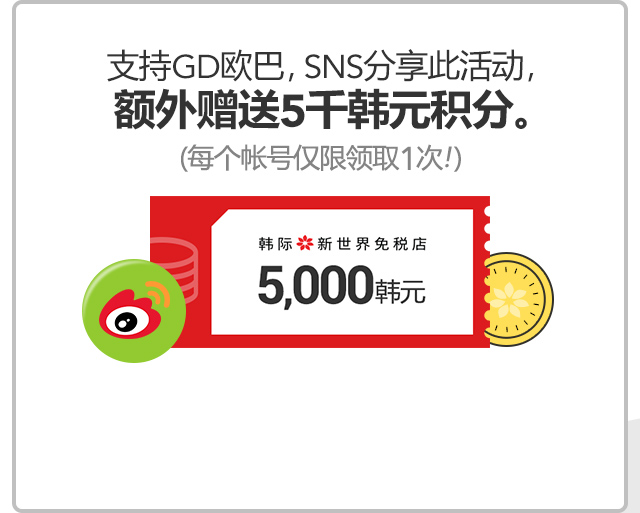 支持GD欧巴, SNS分享此活动,
额外赠送5千韩元积分。
(每个帐号仅限领取1次!)
韩际新世界免税店
5,000韩元